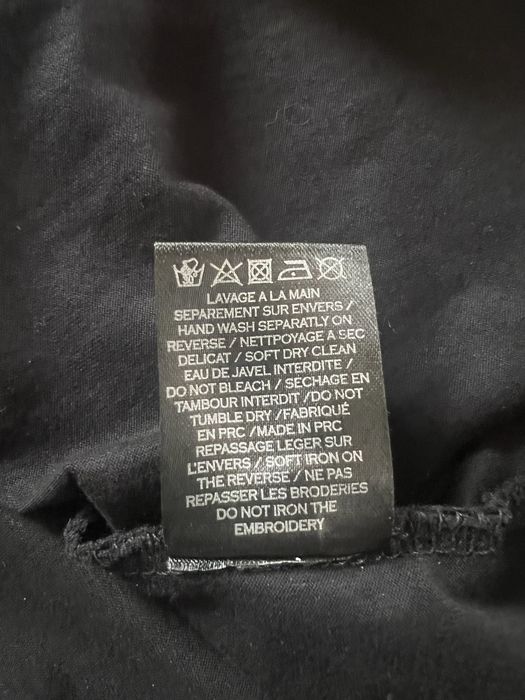 30°
LAVAGE A LA MAIN
SEPAREMENT SUR ENVERS /
HAND WASH SEPARATLY ON
REVERSE / NETTPOYAGE A SEC
DELICAT / SOFT DRY CLEAN
EAU DE JAVEL INTERDITE /
DO NOT BLEACH / SECHAGE EN
TAMBOUR INTERDIT /DO NOT
TUMBLE DRY /FABRIQUÉ
EN PRC /MADE IN PRC
REPASSAGE LEGER SUR
L'ENVERS / SOFT IRON ON
THE REVERSE / NE PAS
REPASSER LES BRODERIES
DO NOT IRON THE
EMBROIDERY